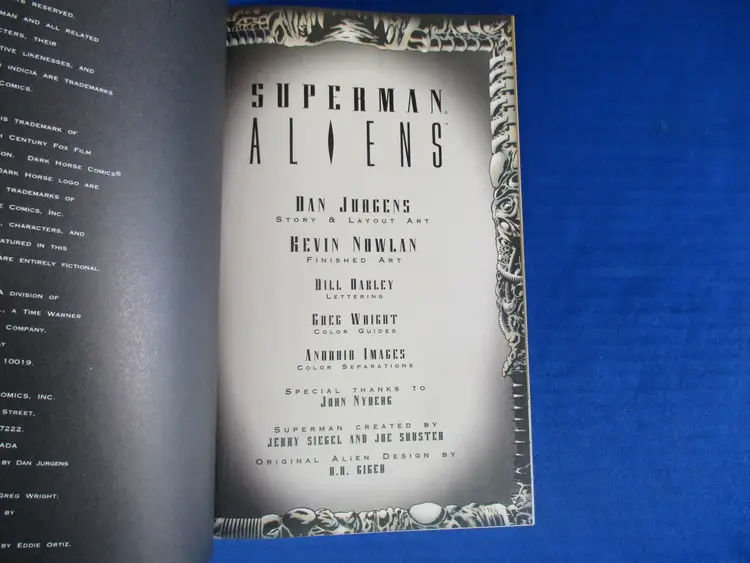 S RESERVED.
MAN AND ALL RELATED
CTERS, THEIR
TIVE LIKENESSES, AND
INDICIA ARE TRADEMARKS
COMICS.
IS TRADEMARK OF
H CENTURY FOX FILM
ION. DARK HORSE COMICS®
DARK HORSE LOGO ARE
TRADEMARKS OF
E COMICS, INC.
, CHARACTERS, AND
EATURED IN THIS
ARE ENTIRELY FICTIONAL.
A DIVISION OF
, A TIME WARNER
COMPANY.
10019.
OMICS, INC.
STREET,
7222.
ADA
BY DAN JURGENS
GREG WRIGHT.
BY
BY EDDIE ORTIZ.
SUPERMAN®
ALIENS™
DAN JURGENS
STORY & LAYOUT ART
KEVIN NOWLAN
FINISHED ART
BILL OAKLEY
LETTERING
GREG WRIGHT
COLOR GUIDES
ANDROID IMAGES
COLOR SEPARATIONS
SPECIAL THANKS TO
JOHN NYBERG
SUPERMAN CREATED BY
JERRY SIEGEL AND JOE SHUSTER
ORIGINAL ALIEN DESIGN BY
H.R. GIGER